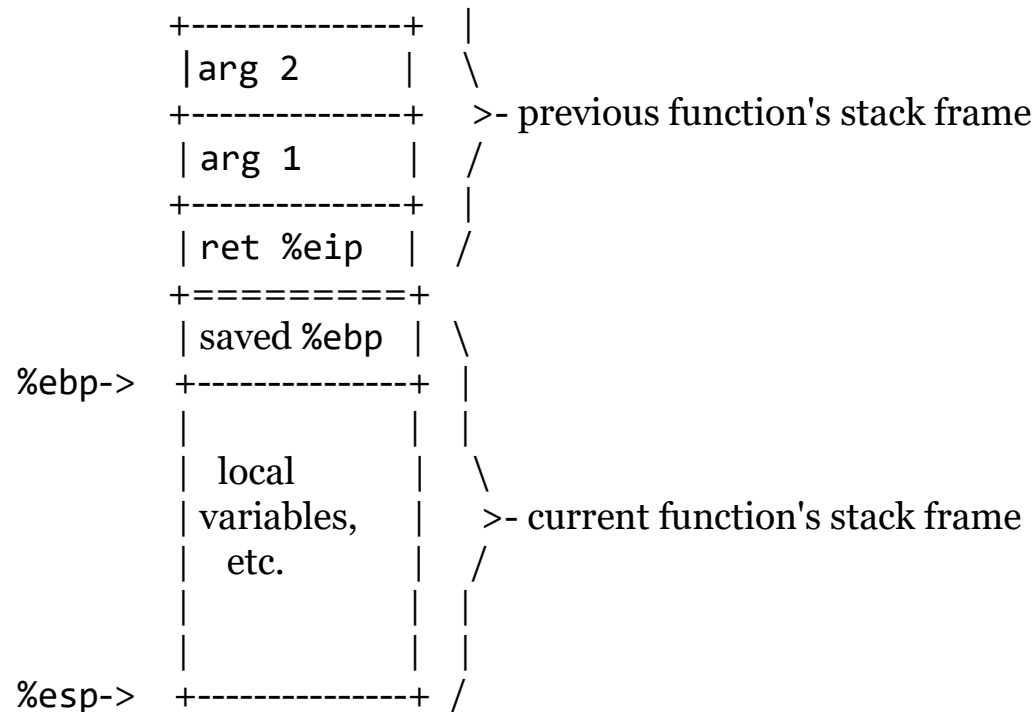 +---------------+ |
|arg 2 | \
+---------------+ >- previous function's stack frame
|arg 1 | /
+---------------+ |
|ret %eip | /
+=========+
|saved %ebp | \
%ebp-> +---------------+ |
| | |
| local | \
|variables, | >- current function's stack frame
| etc. | /
| | |
| | |
%esp-> +---------------+ /